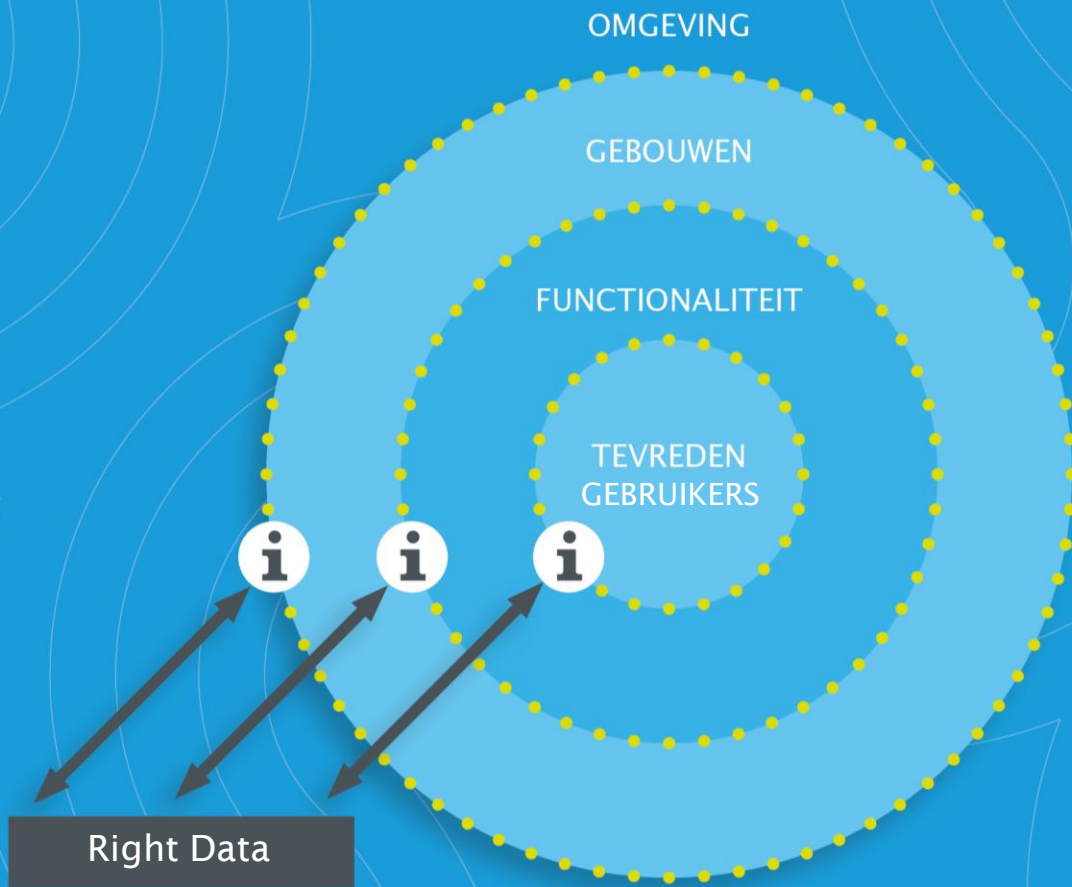 OMGEVING
GEBOUWEN
FUNCTIONALITEIT
TEVREDEN
GEBRUIKERS
i i i
Right Data